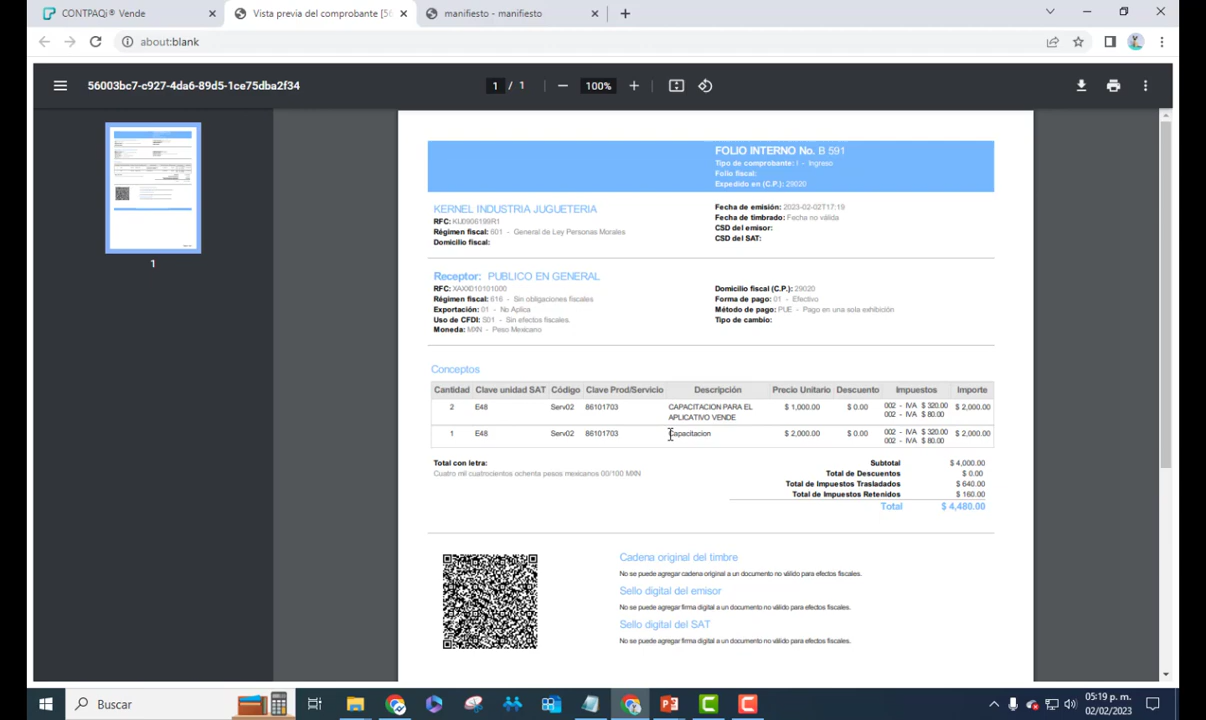 CONTPAQi® Vende
Vista previa del comprobante [56
manifiesto - manifiesto
about:blank
56003bc7-c927-4da6-89d5-1ce75dba2f34
1 / 1
100%
1
FOLIO INTERNO No. B 591
Tipo de comprobante: 1 - Ingreso
Folio fiscal:
Expedido en (C.P.): 29020
KERNEL INDUSTRIA JUGUETERIA
RFC: KIJ0906199R1
Régimen fiscal: 601 - General de Ley Personas Morales
Domicilio fiscal:
Fecha de emisión: 2023-02-02T17:19
Fecha de timbrado: Fecha no válida
CSD del emisor:
CSD del SAT:
Receptor: PUBLICO EN GENERAL
RFC: XAXX010101000
Régimen fiscal: 616 - Sin obligaciones fiscales
Exportación: 01 - No Aplica
Uso de CFDI: S01 - Sin efectos fiscales.
Moneda: MXN - Peso Mexicano
Domicilio fiscal (C.P.): 29020
Forma de pago: 01 - Efectivo
Método de pago: PUE - Pago en una sola exhibición
Tipo de cambio:
Conceptos
Cantidad Clave unidad SAT Código Clave Prod/Servicio Descripción Precio Unitario Descuento Impuestos Importe
2 E48 Serv02 86101703 CAPACITACION PARA EL $ 1,000.00 $ 0.00 002 - IVA $ 320.00 $ 2,000.00
APLICATIVO VENDE 002 - IVA $ 80.00
1 E48 Serv02 86101703 Capacitacion $ 2,000.00 $ 0.00 002 - IVA $ 320.00 $ 2,000.00
002 - IVA $ 80.00
Total con letra:
Cuatro mil cuatrocientos ochenta pesos mexicanos 00/100 MXN
Subtotal $ 4,000.00
Total de Descuentos $ 0.00
Total de Impuestos Trasladados $ 640.00
Total de Impuestos Retenidos $ 160.00
Total $ 4,480.00
Cadena original del timbre
No se puede agregar cadena original a un documento no válido para efectos fiscales.
Sello digital del emisor
No se puede agregar firma digital a un documento no válido para efectos fiscales.
Sello digital del SAT
No se puede agregar firma digital a un documento no válido para efectos fiscales.
Buscar
05:19 p. m.
02/02/2023